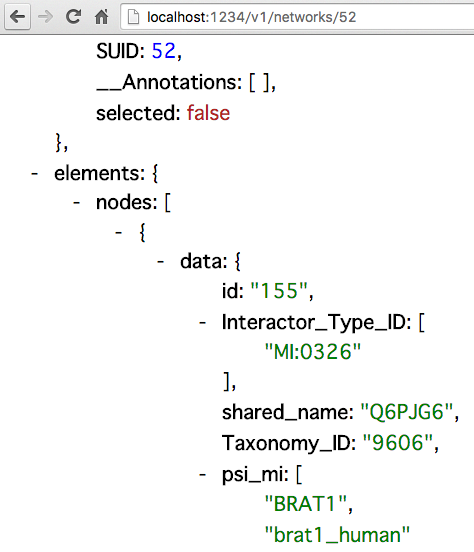 localhost:1234/v1/networks/52
SUID: 52,
__Annotations: [ ],
selected: false
},
- elements: {
- nodes: [
- {
- data: {
id: "155",
- Interactor_Type_ID: [
"MI:0326"
],
shared_name: "Q6PJG6",
Taxonomy_ID: "9606",
- psi_mi: [
"BRAT1",
"brat1_human"